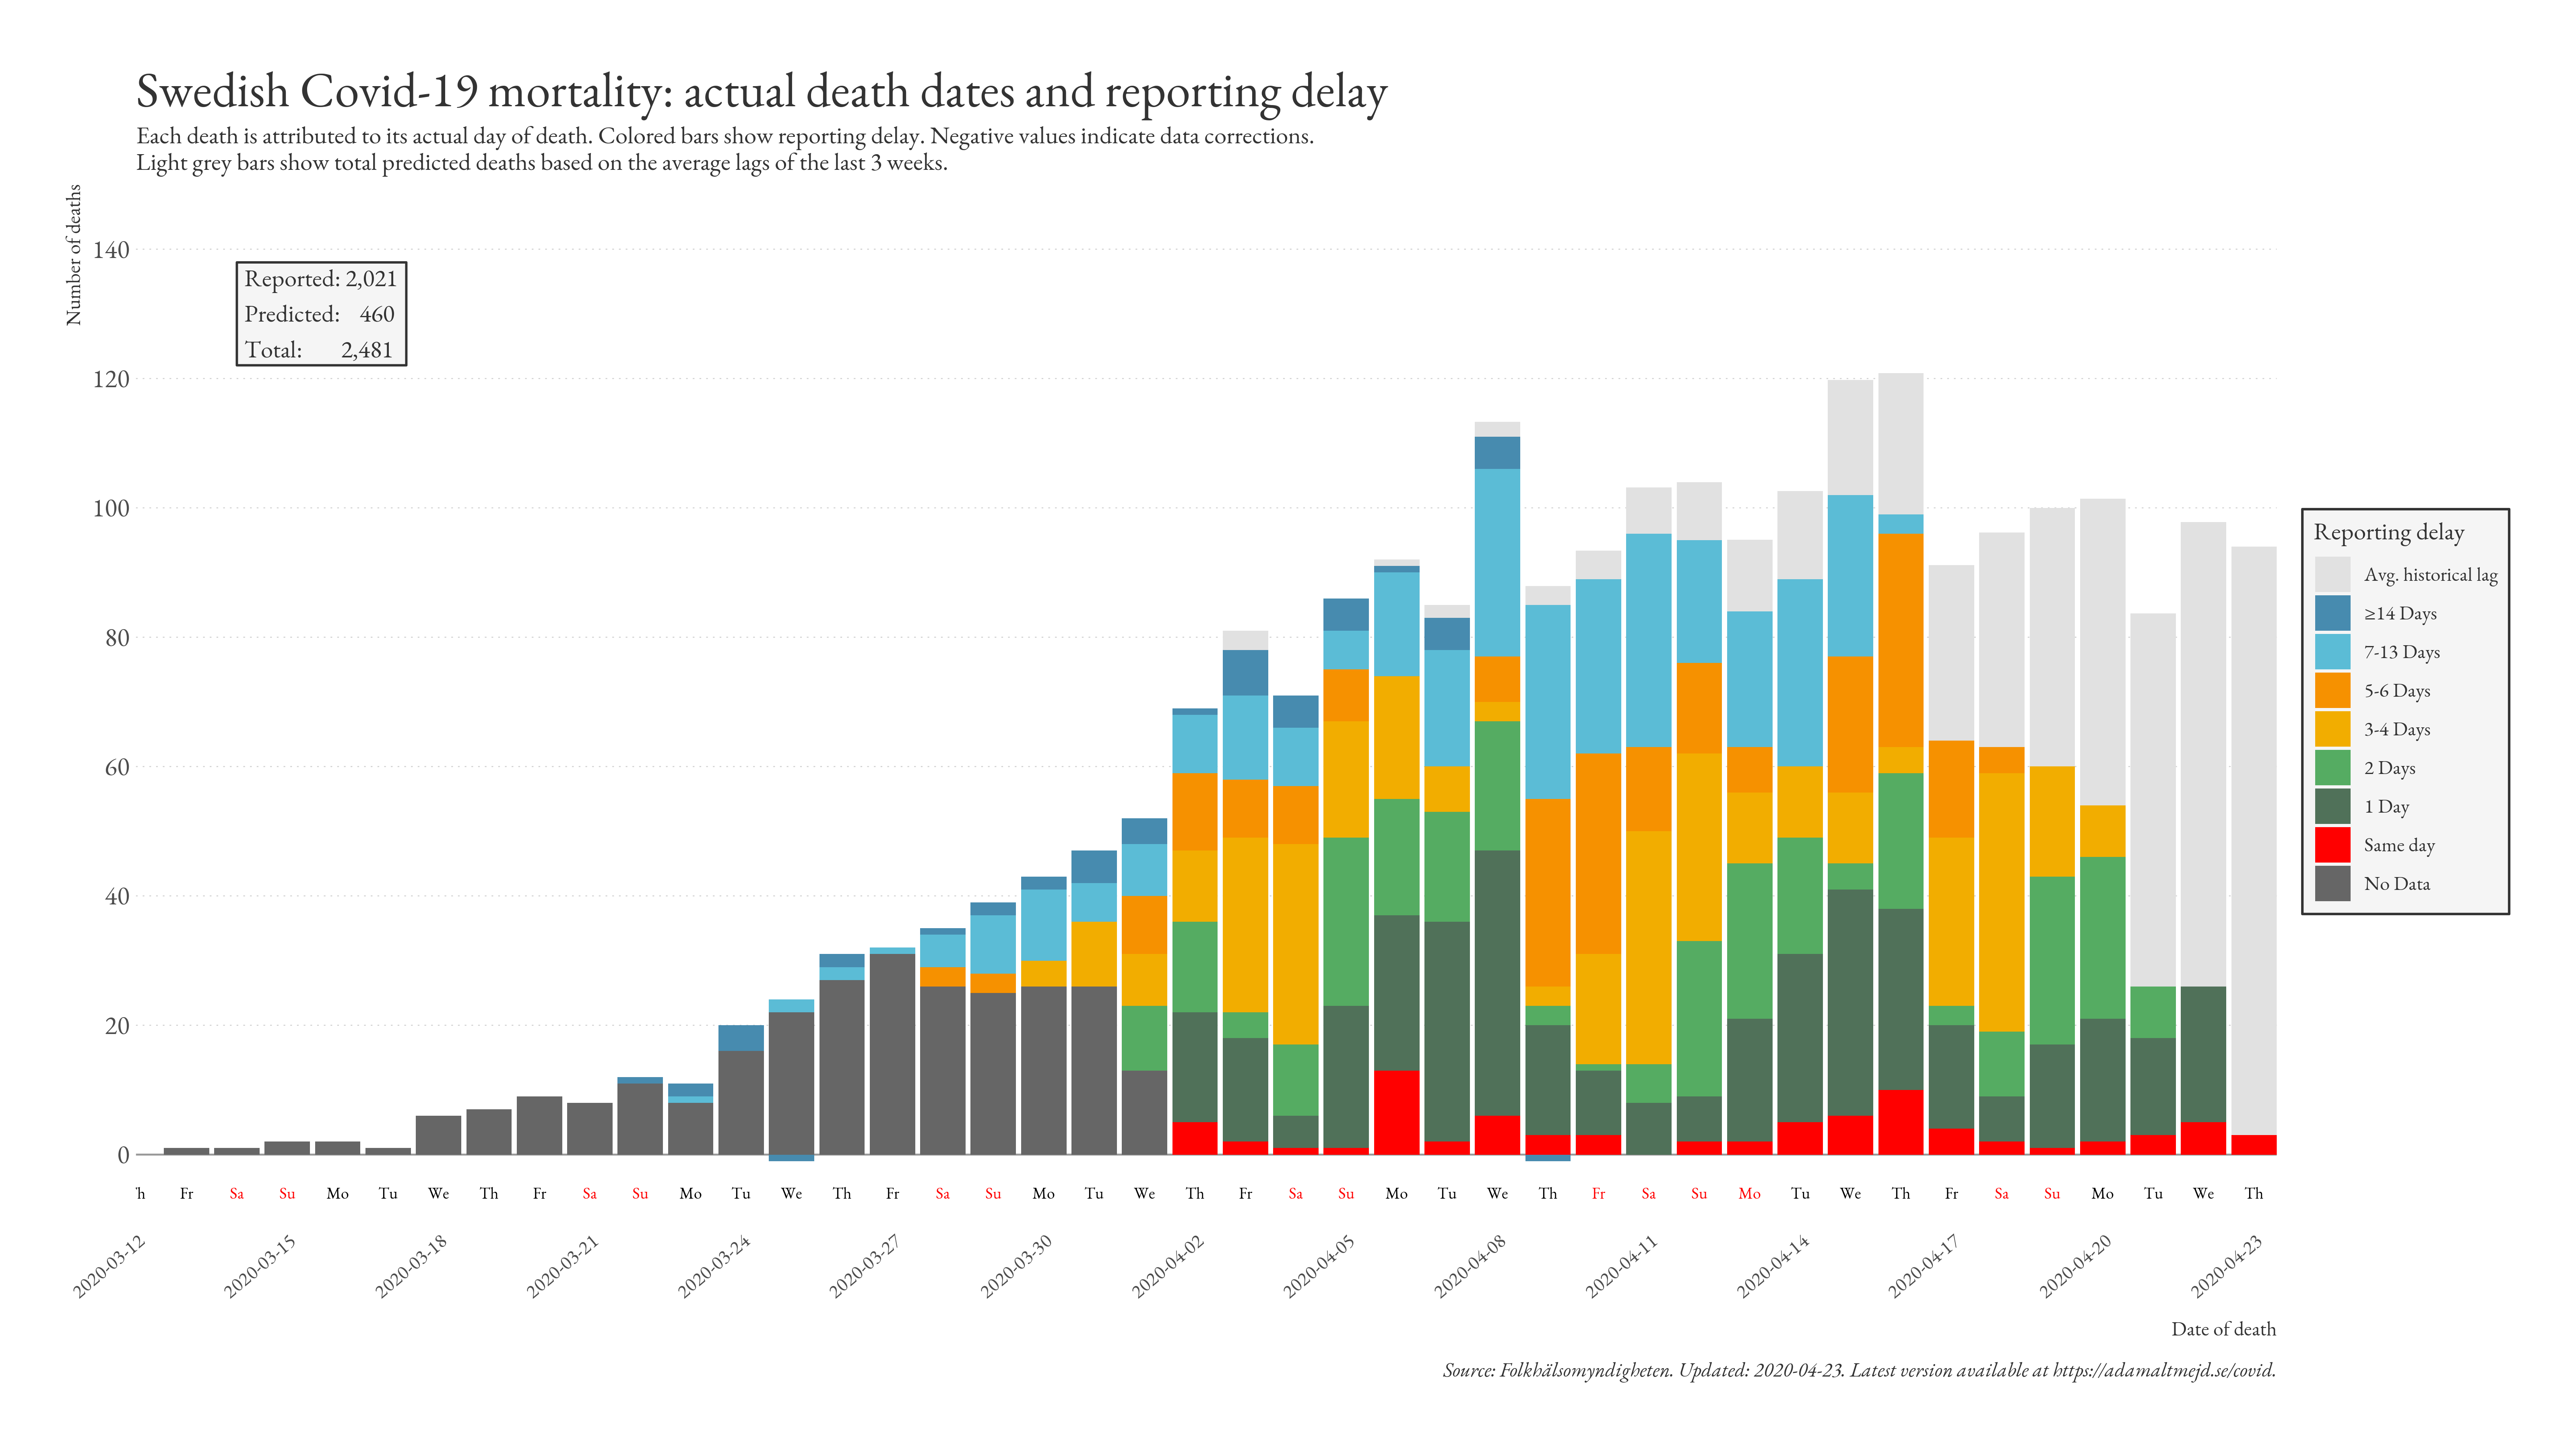 Swedish Covid-19 mortality: actual death dates and reporting delay
Each death is attributed to its actual day of death. Colored bars show reporting delay. Negative values indicate data corrections.
Light grey bars show total predicted deaths based on the average lags of the last 3 weeks.
Number of deaths
140
120
100
80
60
40
20
0
Reported: 2,021
Predicted: 460
Total: 2,481
Reporting delay
Avg. historical lag
≥14 Days
7-13 Days
5-6 Days
3-4 Days
2 Days
1 Day
Same day
No Data
h Fr Sa Su Mo Tu We Th Fr Sa Su Mo Tu We Th Fr Sa Su Mo Tu We Th Fr Sa Su Mo Tu We Th Fr Sa Su Mo Tu We Th Fr Sa Su Mo Tu We Th
2020-03-12 2020-03-15 2020-03-18 2020-03-21 2020-03-24 2020-03-27 2020-03-30 2020-04-02 2020-04-05 2020-04-08 2020-04-11 2020-04-14 2020-04-17 2020-04-20 2020-04-23
Date of death
Source: Folkhälsomyndigheten. Updated: 2020-04-23. Latest version available at https://adamaltmejd.se/covid.